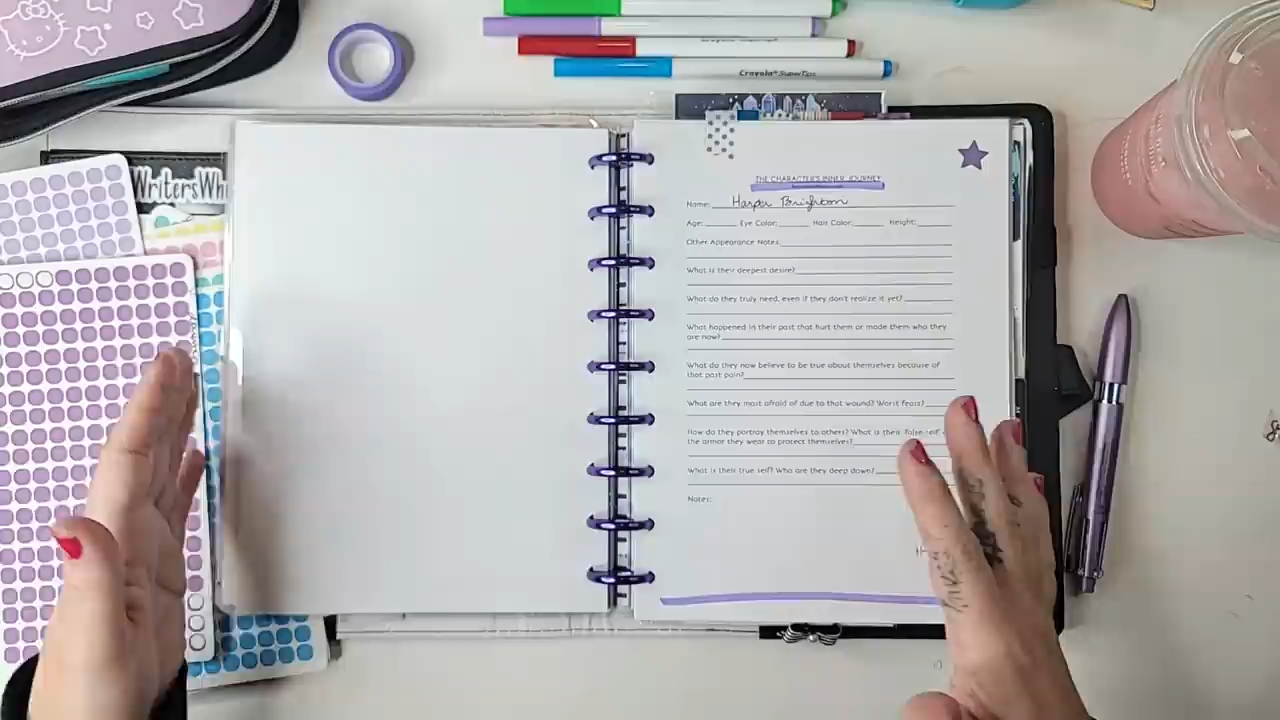 Crayola SuperTips
WritersWh
THE CHARACTER'S INNER JOURNEY
Name: Harper Brighton
Age: Eye Color: Hair Color: Height:
Other Appearance Notes:
What is their deepest desire?
What do they truly need, even if they don't realize it yet?
What happened in their past that hurt them or made them who they
are now?
What do they now believe to be true about themselves because of
that past pain?
What are they most afraid of due to that wound? Worst fears?
How do they portray themselves to others? What is their false self
the armor they wear to protect themselves?
What is their true self? Who are they deep down?
Notes: